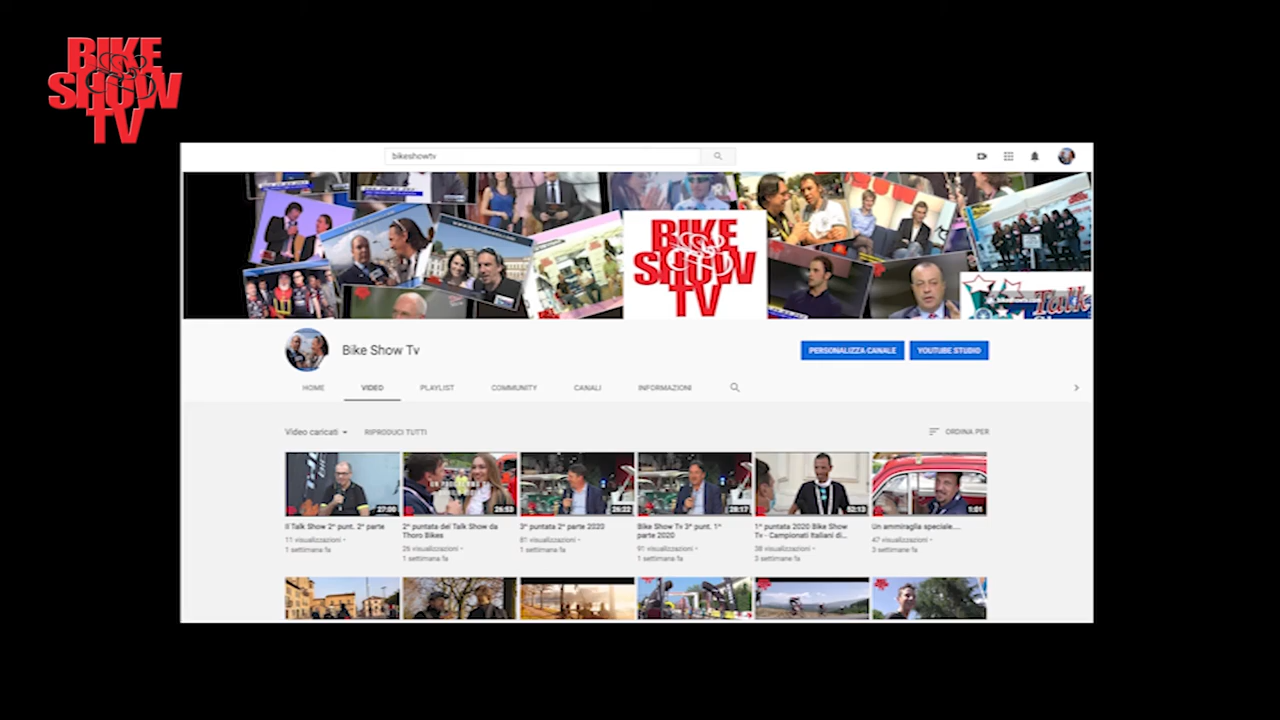 BIKE
SHOW
TV
bikeshowtv
BIKE
SHOW
TV
Talk
Bike Show Tv
PERSONALIZZA CANALE
YOUTUBE STUDIO
HOME
VIDEO
PLAYLIST
COMMUNITY
CANALI
INFORMAZIONI
Video caricati
RIPRODUCI TUTTI
ORDINA PER
27:00
UN PROGRAMMA DI
26:53
26:22
28:17
52:13
1:01
Il Talk Show 2ª punt. 2ª parte
11 visualizzazioni •
1 settimana fa
2ª puntata del Talk Show da
Thoro Bikes
26 visualizzazioni •
1 settimana fa
3ª puntata 2ª parte 2020
81 visualizzazioni •
1 settimana fa
Bike Show Tv 3ª punt. 1ª
parte 2020
91 visualizzazioni •
1 settimana fa
1ª puntata 2020 Bike Show
Tv - Campionati Italiani di...
38 visualizzazioni •
3 settimane fa
Un ammiraglia speciale....
47 visualizzazioni •
3 settimane fa